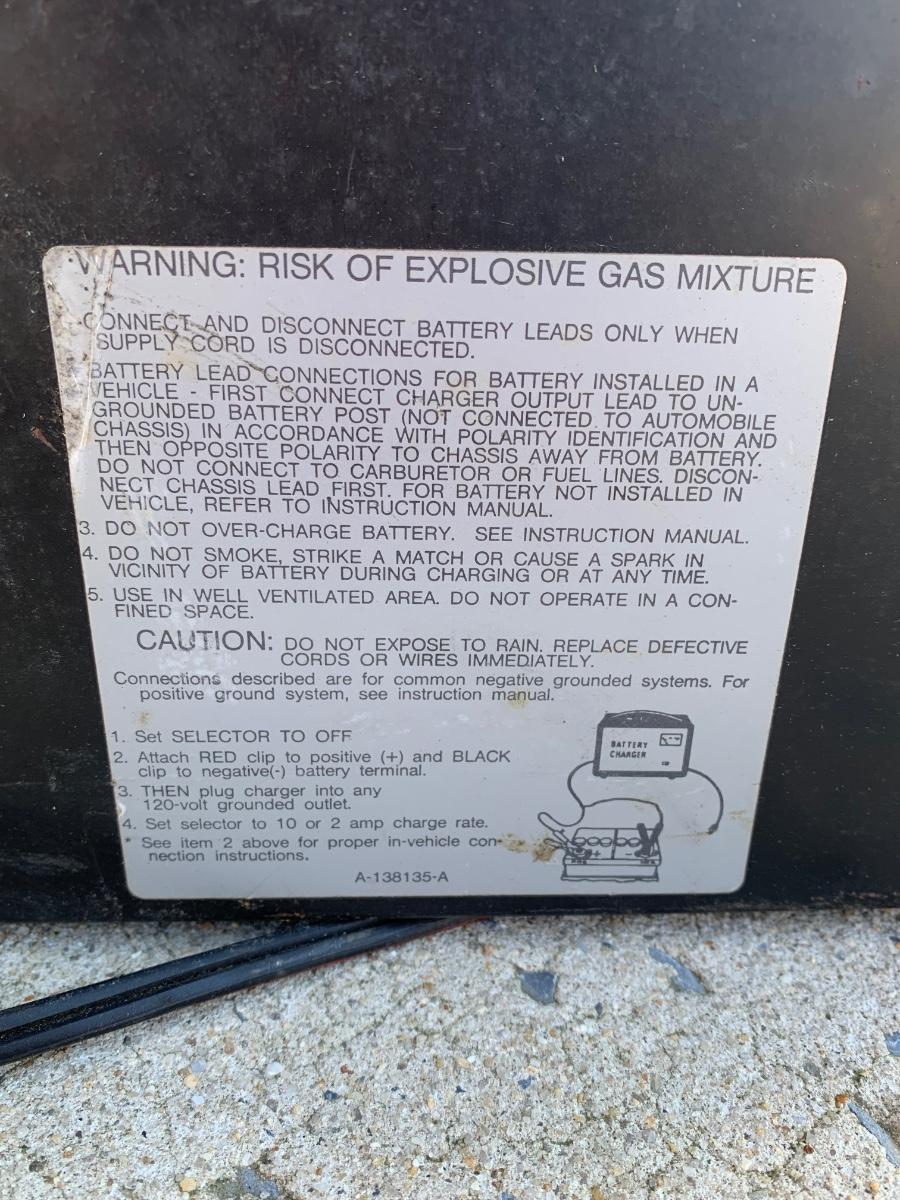 WARNING: RISK OF EXPLOSIVE GAS MIXTURE
CONNECT AND DISCONNECT BATTERY LEADS ONLY WHEN
SUPPLY CORD IS DISCONNECTED.
BATTERY LEAD CONNECTIONS FOR BATTERY INSTALLED IN A
VEHICLE - FIRST CONNECT CHARGER OUTPUT LEAD TO UN-
GROUNDED BATTERY POST (NOT CONNECTED TO AUTOMOBILE
CHASSIS) IN ACCORDANCE WITH POLARITY IDENTIFICATION AND
THEN OPPOSITE POLARITY TO CHASSIS AWAY FROM BATTERY.
DO NOT CONNECT TO CARBURETOR OR FUEL LINES. DISCON-
NECT CHASSIS LEAD FIRST. FOR BATTERY NOT INSTALLED IN
VEHICLE, REFER TO INSTRUCTION MANUAL.
3. DO NOT OVER-CHARGE BATTERY. SEE INSTRUCTION MANUAL.
4. DO NOT SMOKE, STRIKE A MATCH OR CAUSE A SPARK IN
VICINITY OF BATTERY DURING CHARGING OR AT ANY TIME.
5. USE IN WELL VENTILATED AREA. DO NOT OPERATE IN A CON-
FINED SPACE.
CAUTION: DO NOT EXPOSE TO RAIN. REPLACE DEFECTIVE
CORDS OR WIRES IMMEDIATELY.
Connections described are for common negative grounded systems. For
positive ground system, see instruction manual.
1. Set SELECTOR TO OFF
2. Attach RED clip to positive (+) and BLACK
clip to negative(-) battery terminal.
3. THEN plug charger into any
120-volt grounded outlet.
4. Set selector to 10 or 2 amp charge rate.
* See item 2 above for proper in-vehicle con-
nection instructions.
A-138135-A
BATTERY
CHARGER
+ -